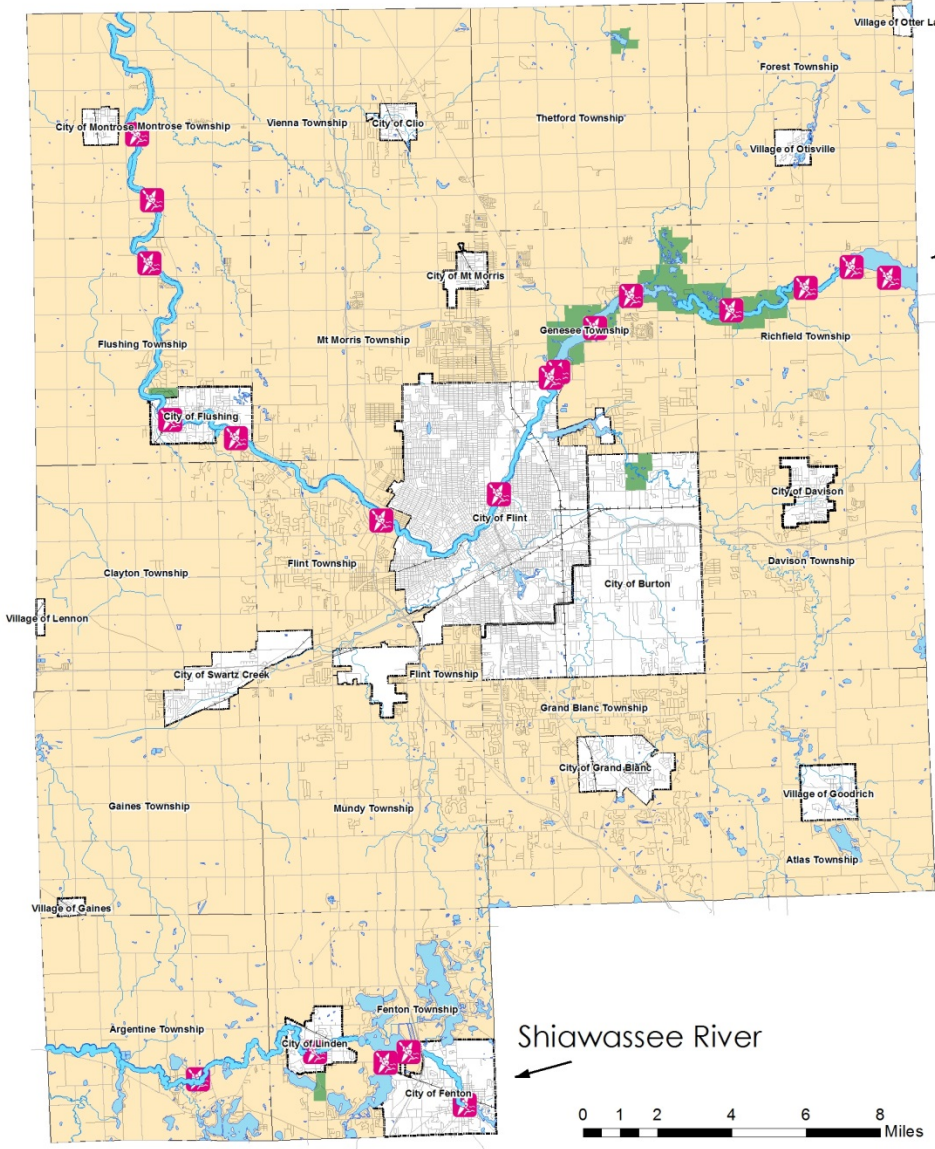 Village of Otter La
Forest Township
City of Montrose
Montrose Township
Vienna Township
City of Clio
Thetford Township
Village of Otisville
City of Mt Morris
Genesee Township
Richfield Township
Flushing Township
Mt Morris Township
City of Flushing
City of Davison
City of Flint
Clayton Township
Flint Township
City of Burton
Davison Township
Village of Lennon
City of Swartz Creek
Flint Township
Grand Blanc Township
City of Grand Blanc
Village of Goodrich
Gaines Township
Mundy Township
Atlas Township
Village of Gaines
Fenton Township
Argentine Township
City of Linden
Shiawassee River
City of Fenton
0 1 2 4 6 8
Miles